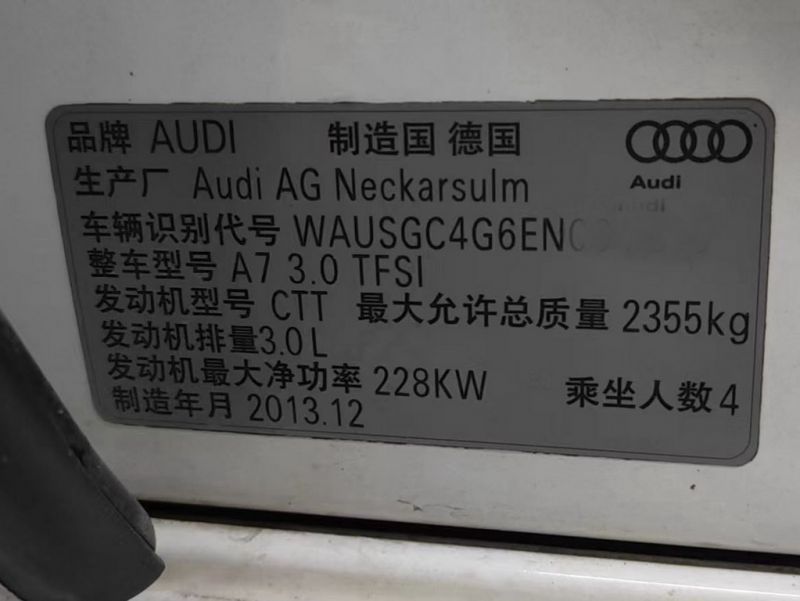 品牌 AUDI 制造国 德国
Audi
生产厂 Audi AG Neckarsulm
车辆识别代号 WAUSGC4G6EN
整车型号 A7 3.0 TFSI
发动机型号 CTT 最大允许总质量 2355kg
发动机排量3.0L
发动机最大净功率 228KW 乘坐人数 4
制造年月 2013.12